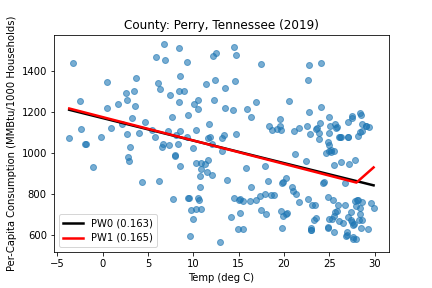 County: Perry, Tennessee (2019)
Per-Capita Consumption (MMBtu/1000 Households)
1400
1200
1000
800
600
PW0 (0.163)
PW1 (0.165)
−5
0
5
10
15
20
25
30
Temp (deg C)